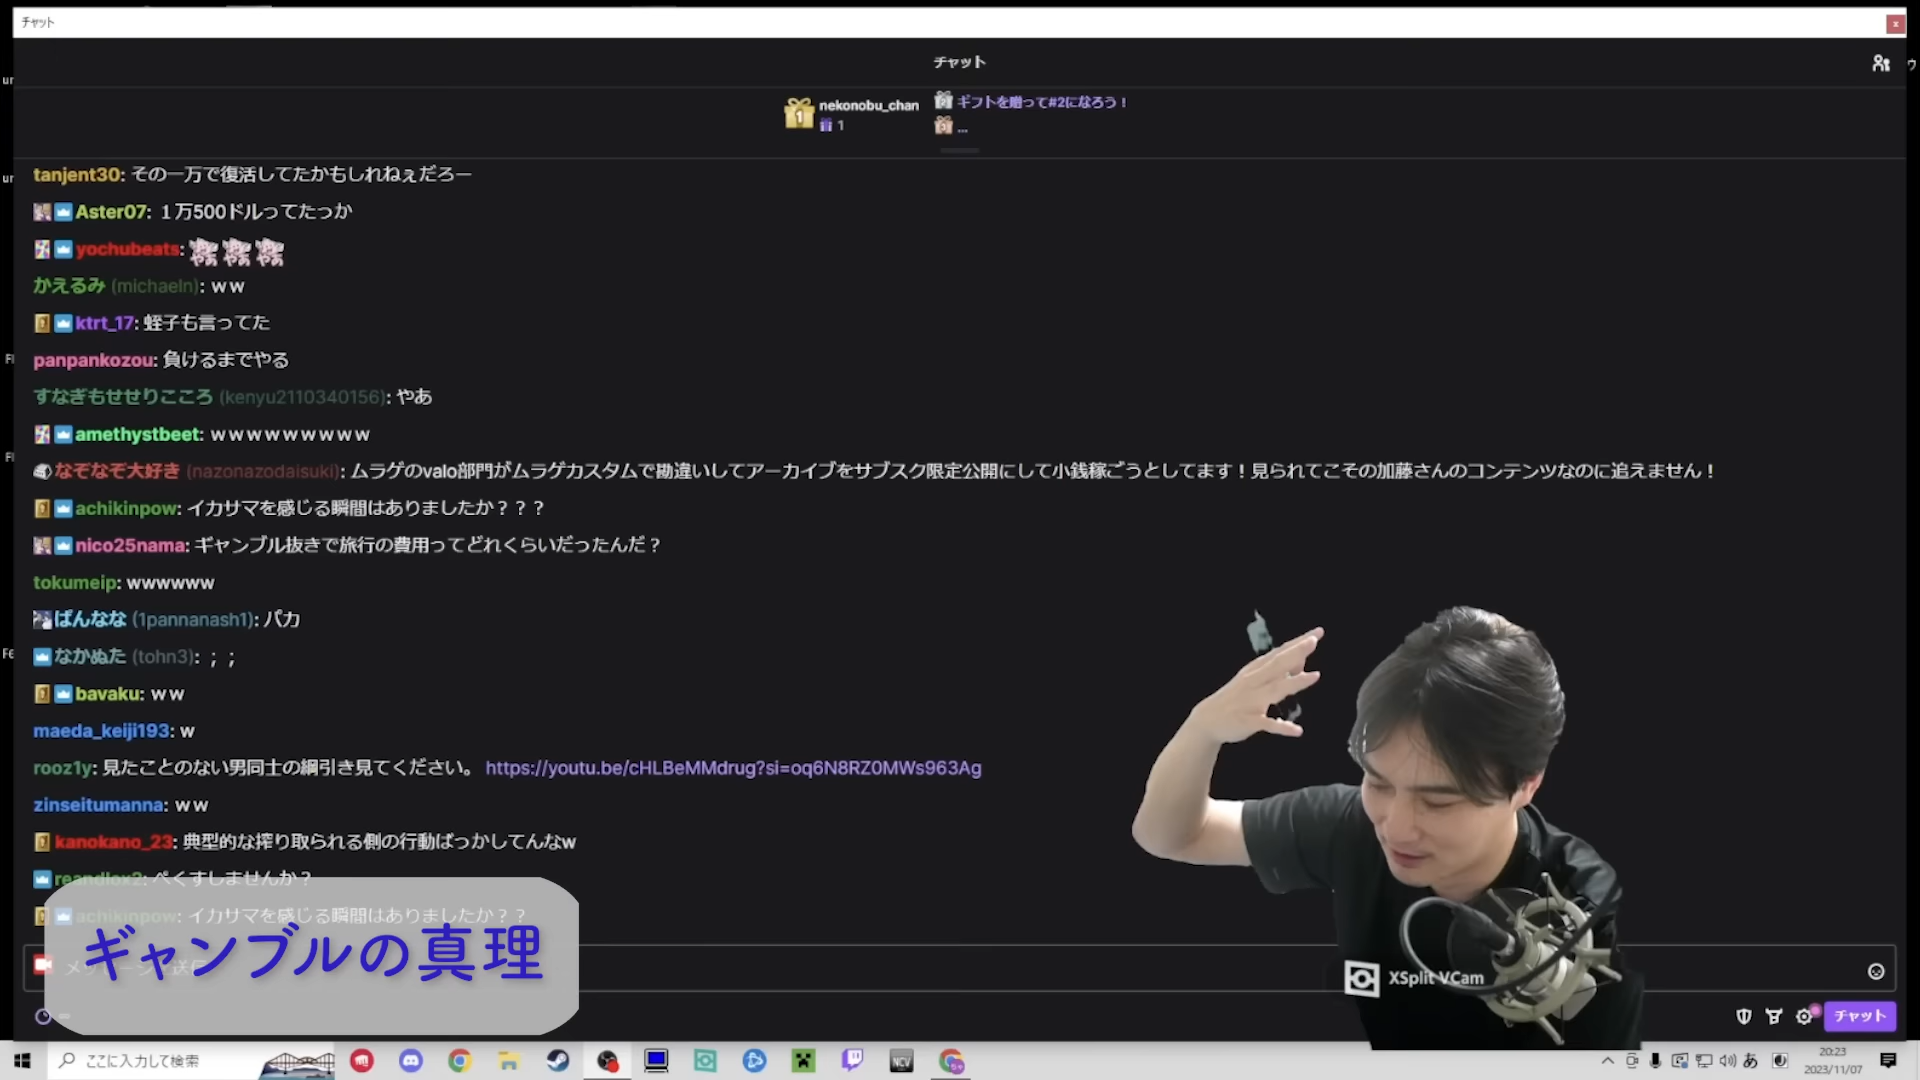 チャット
チャット
nekonobu_chan
1
ギフトを贈って#2になろう！
...
tanjent30: その一万で復活してたかもしれねぇだろー
Aster07: １万500ドルってたっか
yochubeats:
かえるみ (michaeln): ｗｗ
ktrt_17: 蛭子も言ってた
panpankozou: 負けるまでやる
すなぎもせせりこころ (kenyu2110340156): やあ
amethystbeet: ｗｗｗｗｗｗｗｗｗ
なぞなぞ大好き (nazonazodaisuki): ムラゲのvalo部門がムラゲカスタムで勘違いしてアーカイブをサブスク限定公開にして小銭稼ごうとしてます！見られてこその加藤さんのコンテンツなのに追えません！
achikinpow: イカサマを感じる瞬間はありましたか？？？
nico25nama: ギャンブル抜きで旅行の費用ってどれくらいだったんだ？
tokumeip: wwwwww
ぱんなな (1pannanash1): パカ
なかぬた (tohn3): ；；
bavaku: ｗｗ
maeda_keiji193: w
rooz1y: 見たことのない男同士の綱引き見てください。 https://youtu.be/cHLBeMMdrug?si=oq6N8RZ0MWs963Ag
zinseitumanna: ｗｗ
kanokano_23: 典型的な搾り取られる側の行動ばっかしてんなw
reandlox2: ぺくすしませんか？
achikinpow: イカサマを感じる瞬間はありましたか？？
ギャンブルの真理
XSplit VCam
チャット
ここに入力して検索
NCV
あ
20:23
2023/11/07